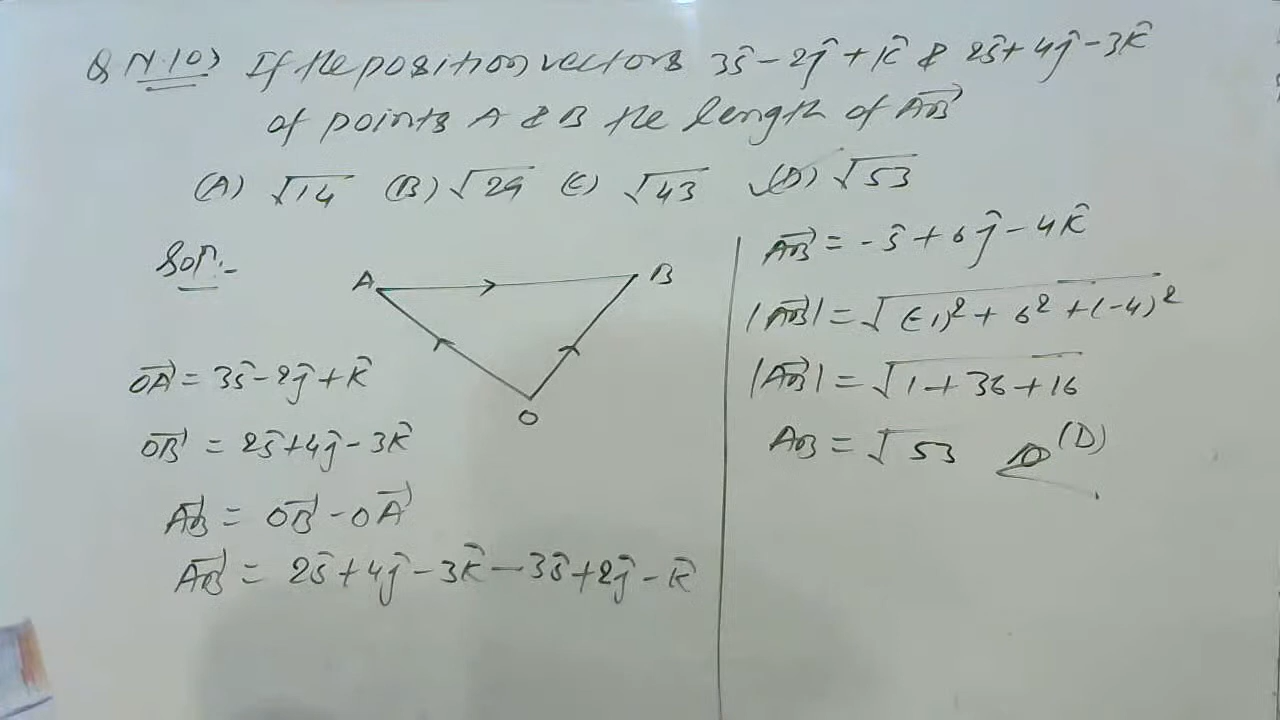 Q N.10) If the position vectors 3î - 2ĵ + k̂ & 2î + 4ĵ - 3k̂
of points A & B the length of AB⃗
(A) √14 (B) √29 (C) √43 (D) √53
Sol:-
A
B
O
OA⃗ = 3î - 2ĵ + k̂
OB⃗ = 2î + 4ĵ - 3k̂
AB⃗ = OB⃗ - OA⃗
AB⃗ = 2î + 4ĵ - 3k̂ - 3î + 2ĵ - k̂
AB⃗ = -î + 6ĵ - 4k̂
|AB⃗| = √(-1)² + 6² + (-4)²
|AB⃗| = √1 + 36 + 16
AB = √53 (D)